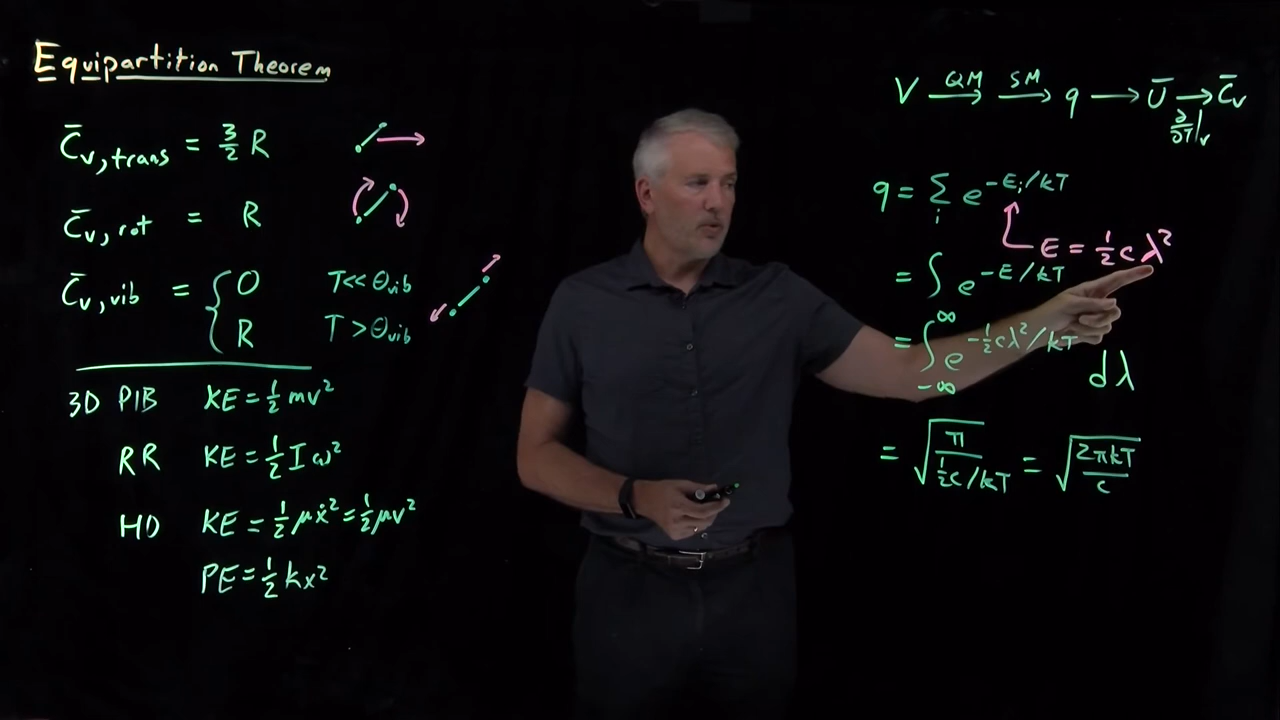 Equipartition Theorem
C̄v,trans = 3/2 R
C̄v,rot = R
C̄v,vib = { 0 T<<Θvib
R T>Θvib
3D PIB KE = 1/2 mv²
RR KE = 1/2 Iω²
HO KE = 1/2 μẋ² = 1/2 μv²
PE = 1/2 kx²
V —QM→ —SM→ q → Ū → C̄v
∂/∂T|v
q = Σi e^(-Ei/kT)
E = 1/2 cλ²
= ∫ e^(-E/kT)
= ∫_{-∞}^{∞} e^(-1/2 cλ²/kT) dλ
= √(π / (1/2 c/kT)) = √(2πkT/c)